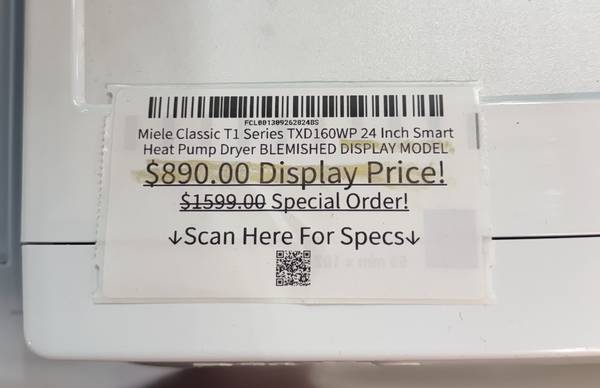 FCL001309262024BS
Miele Classic T1 Series TXD160WP 24 Inch Smart
Heat Pump Dryer BLEMISHED DISPLAY MODEL
$890.00 Display Price!
$1599.00 Special Order!
↓Scan Here For Specs↓